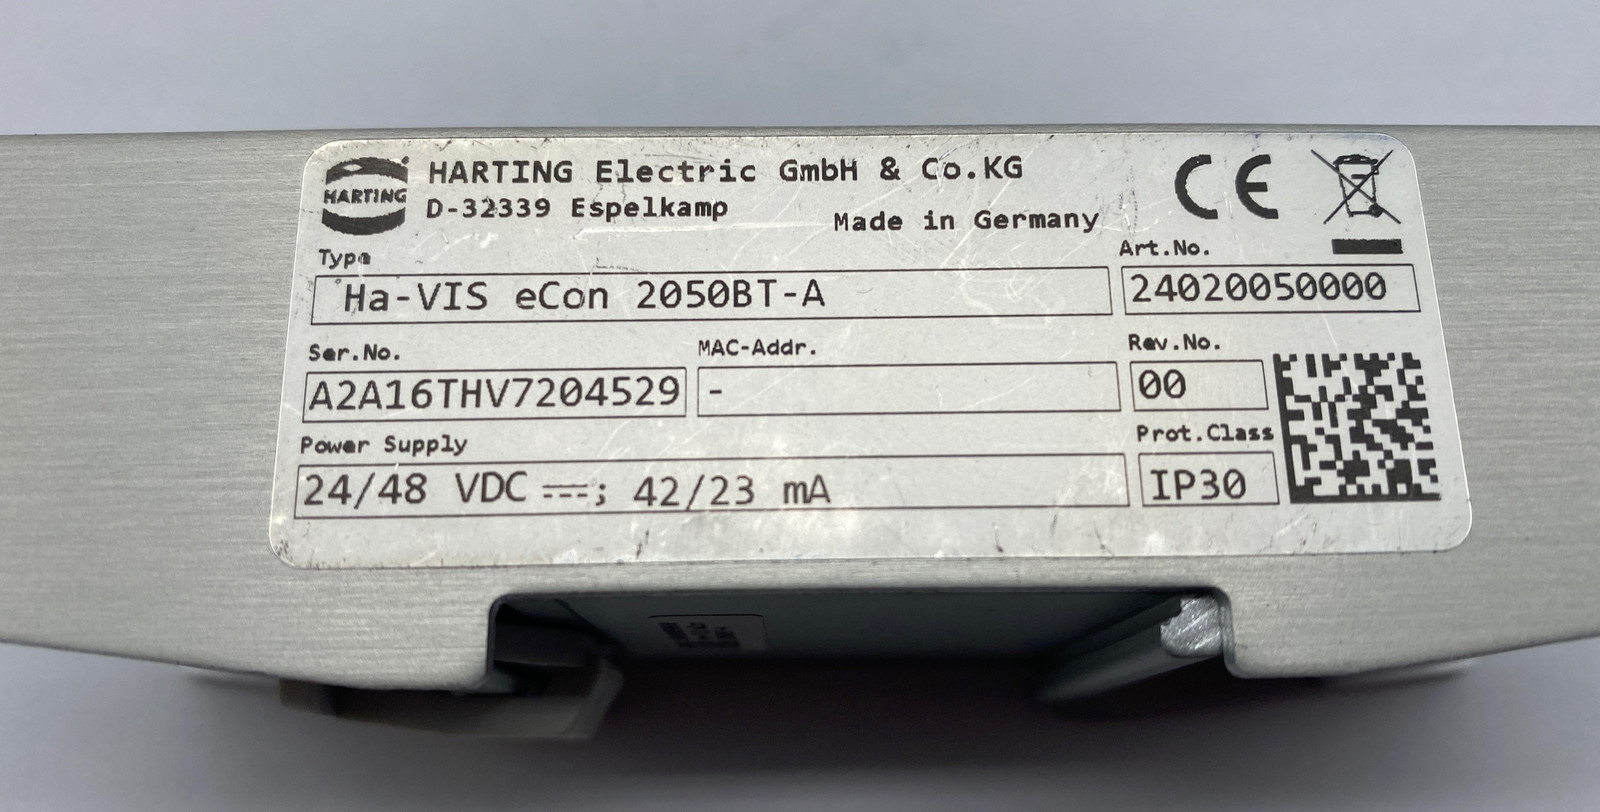 HARTING
HARTING Electric GmbH & Co.KG
D-32339 Espelkamp
Made in Germany
CE
Type
Ha-VIS eCon 2050BT-A
Art.No.
24020050000
Ser.No.
A2A16THV7204529
MAC-Addr.
-
Rev.No.
00
Power Supply
24/48 VDC ⎓; 42/23 mA
Prot.Class
IP30